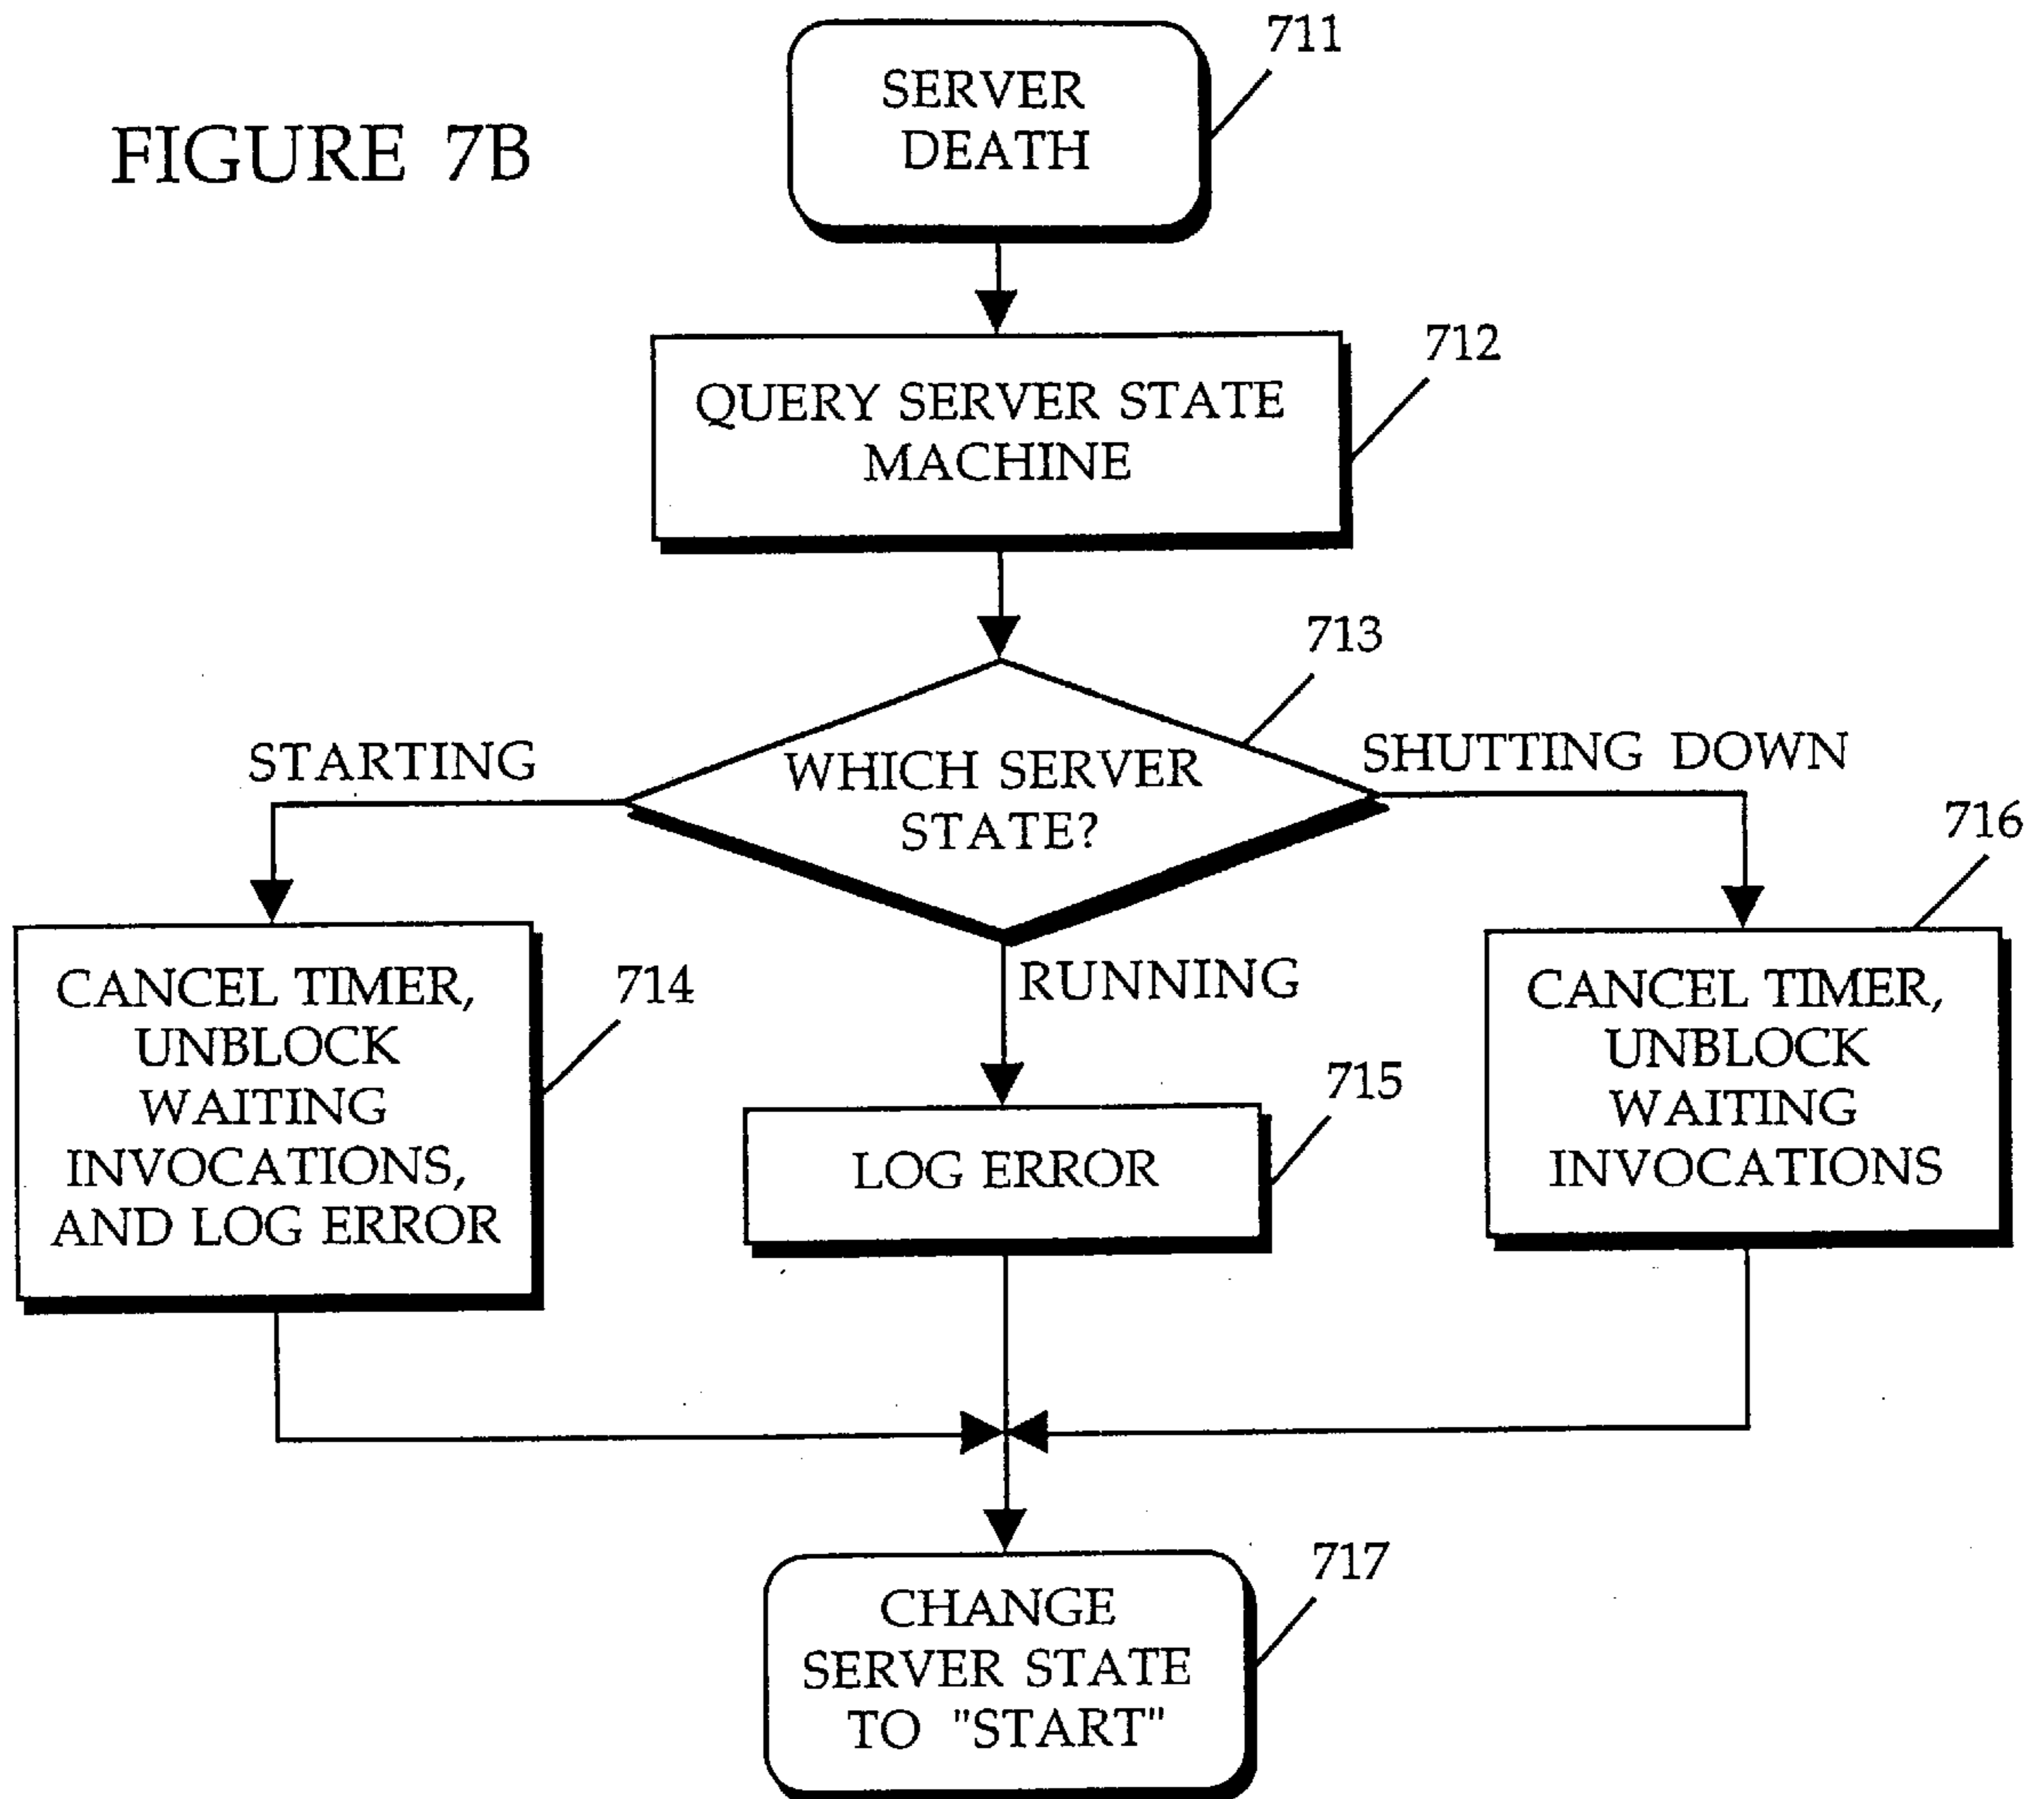 FIGURE 7B
SERVER
DEATH
711
QUERY SERVER STATE
MACHINE
712
WHICH SERVER
STATE?
713
STARTING
SHUTTING DOWN
RUNNING
CANCEL TIMER,
UNBLOCK
WAITING
INVOCATIONS,
AND LOG ERROR
714
LOG ERROR
715
CANCEL TIMER,
UNBLOCK
WAITING
INVOCATIONS
716
CHANGE
SERVER STATE
TO "START"
717